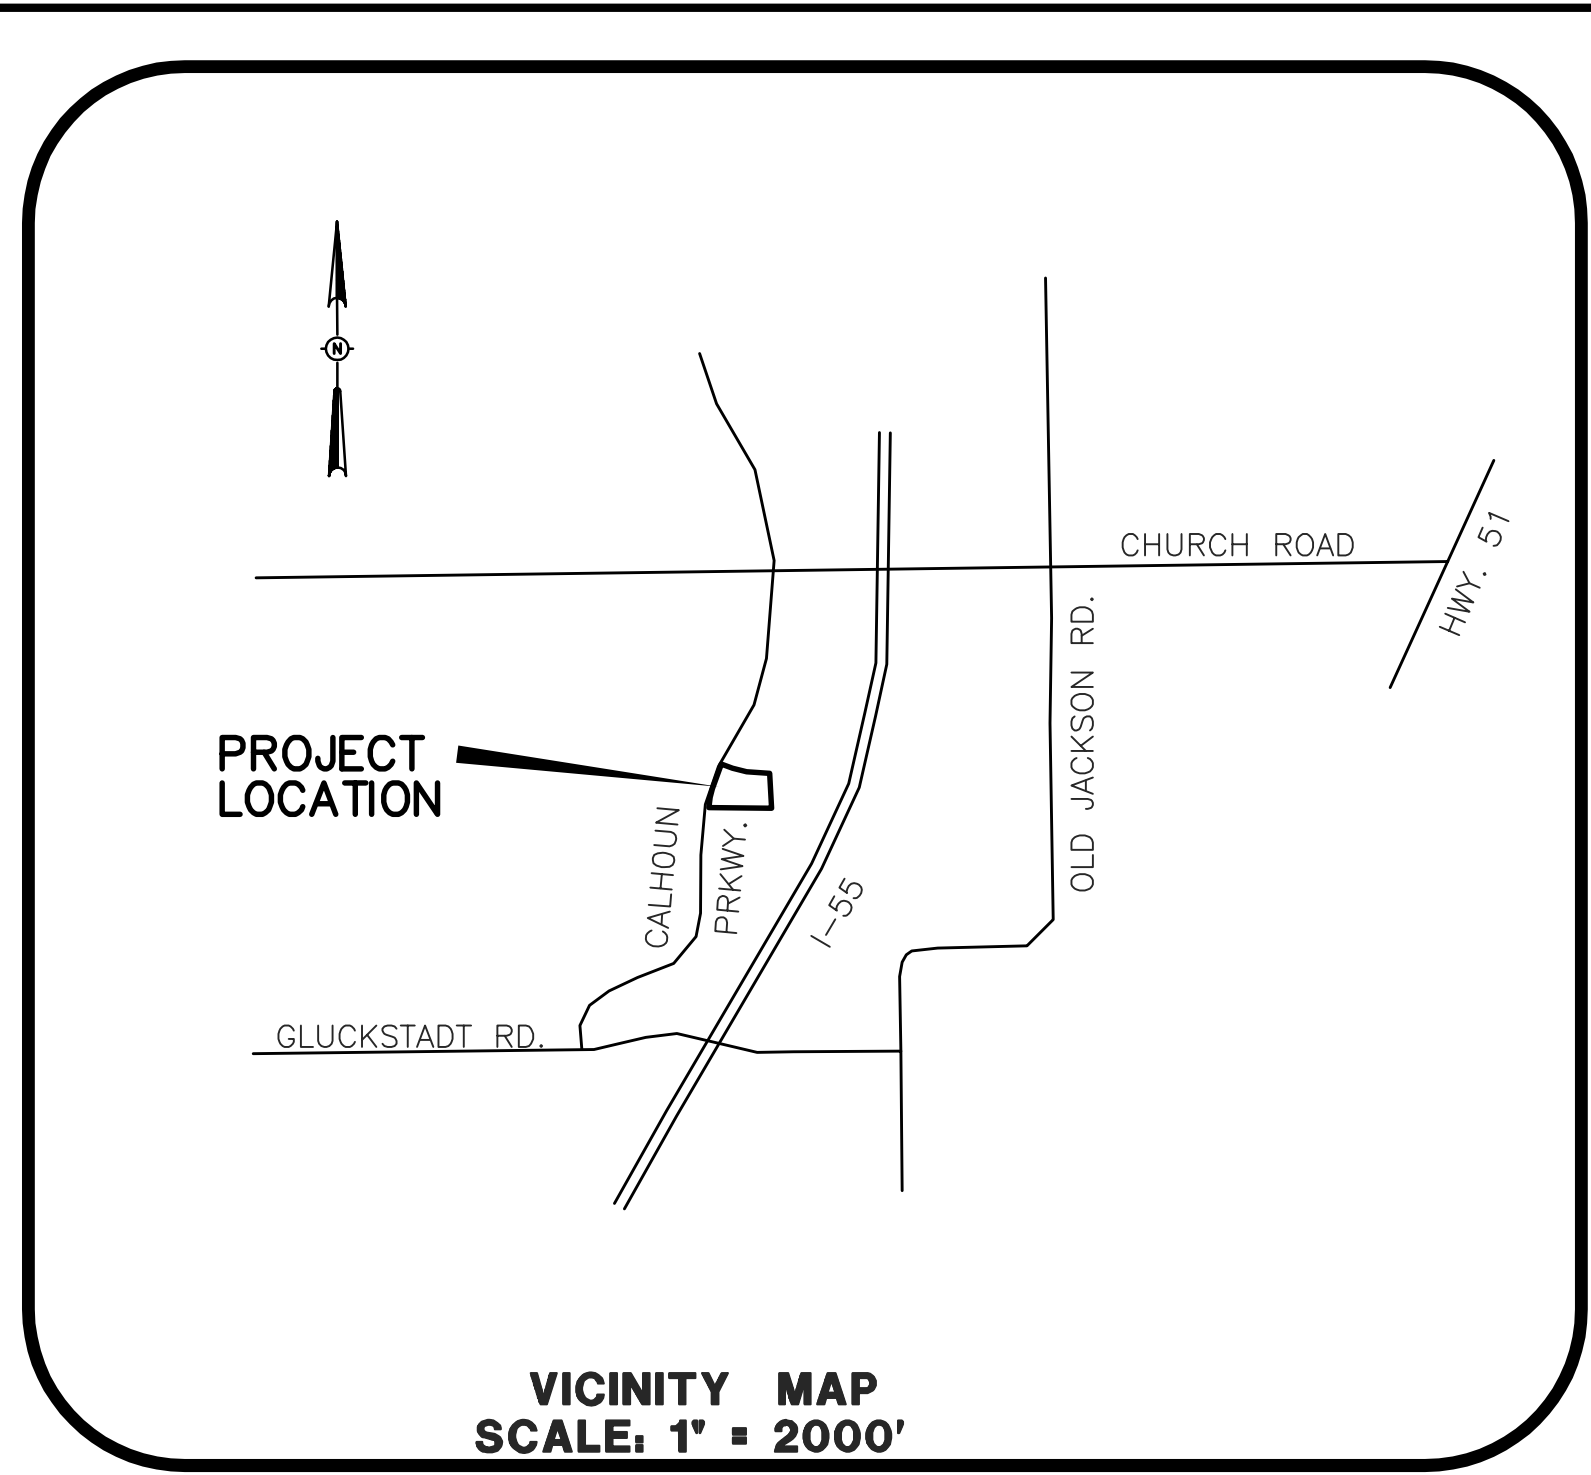 N
CHURCH ROAD
HWY. 51
OLD JACKSON RD.
PROJECT
LOCATION
CALHOUN
PRKWY.
I-55
GLUCKSTADT RD.
VICINITY MAP
SCALE: 1" = 2000'